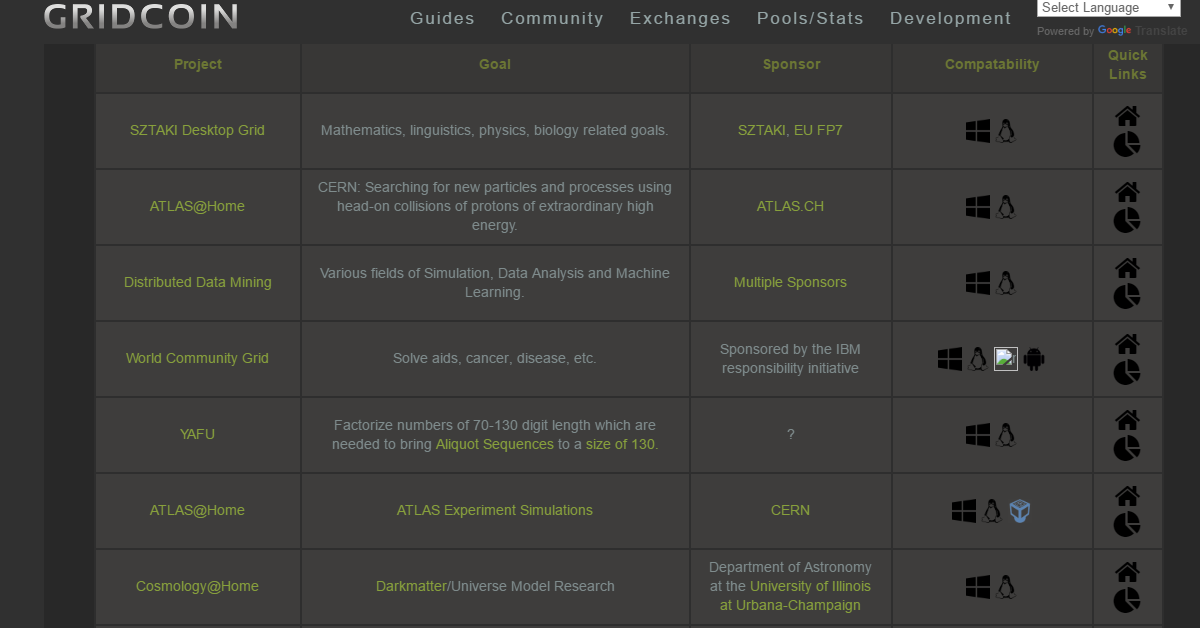 GRIDCOIN
Guides Community Exchanges Pools/Stats Development
Select Language
Powered by Google Translate
Project Goal Sponsor Compatability Quick Links
SZTAKI Desktop Grid
Mathematics, linguistics, physics, biology related goals.
SZTAKI, EU FP7
ATLAS@Home
CERN: Searching for new particles and processes using
head-on collisions of protons of extraordinary high
energy.
ATLAS.CH
Distributed Data Mining
Various fields of Simulation, Data Analysis and Machine
Learning.
Multiple Sponsors
World Community Grid
Solve aids, cancer, disease, etc.
Sponsored by the IBM
responsibility initiative
YAFU
Factorize numbers of 70-130 digit length which are
needed to bring Aliquot Sequences to a size of 130.
?
ATLAS@Home
ATLAS Experiment Simulations
CERN
Cosmology@Home
Darkmatter/Universe Model Research
Department of Astronomy
at the University of Illinois
at Urbana-Champaign